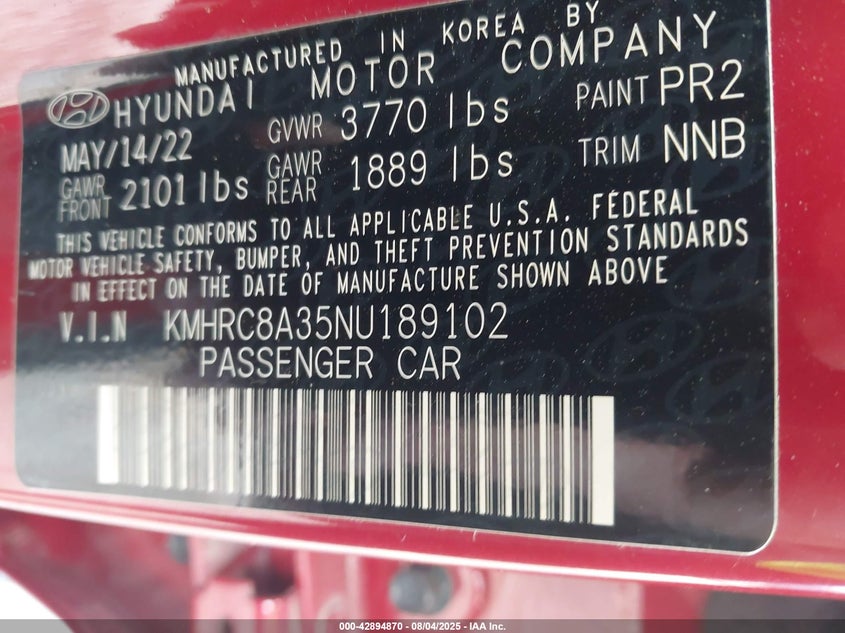 MANUFACTURED IN KOREA BY
HYUNDAI MOTOR COMPANY
MAY/14/22 GVWR 3770 lbs PAINT PR2
GAWR FRONT 2101 lbs GAWR REAR 1889 lbs TRIM NNB
THIS VEHICLE CONFORMS TO ALL APPLICABLE U.S.A. FEDERAL
MOTOR VEHICLE SAFETY, BUMPER, AND THEFT PREVENTION STANDARDS
IN EFFECT ON THE DATE OF MANUFACTURE SHOWN ABOVE
V.I.N KMHRC8A35NU189102
PASSENGER CAR
000-42894870 - 08/04/2025 - IAA Inc.